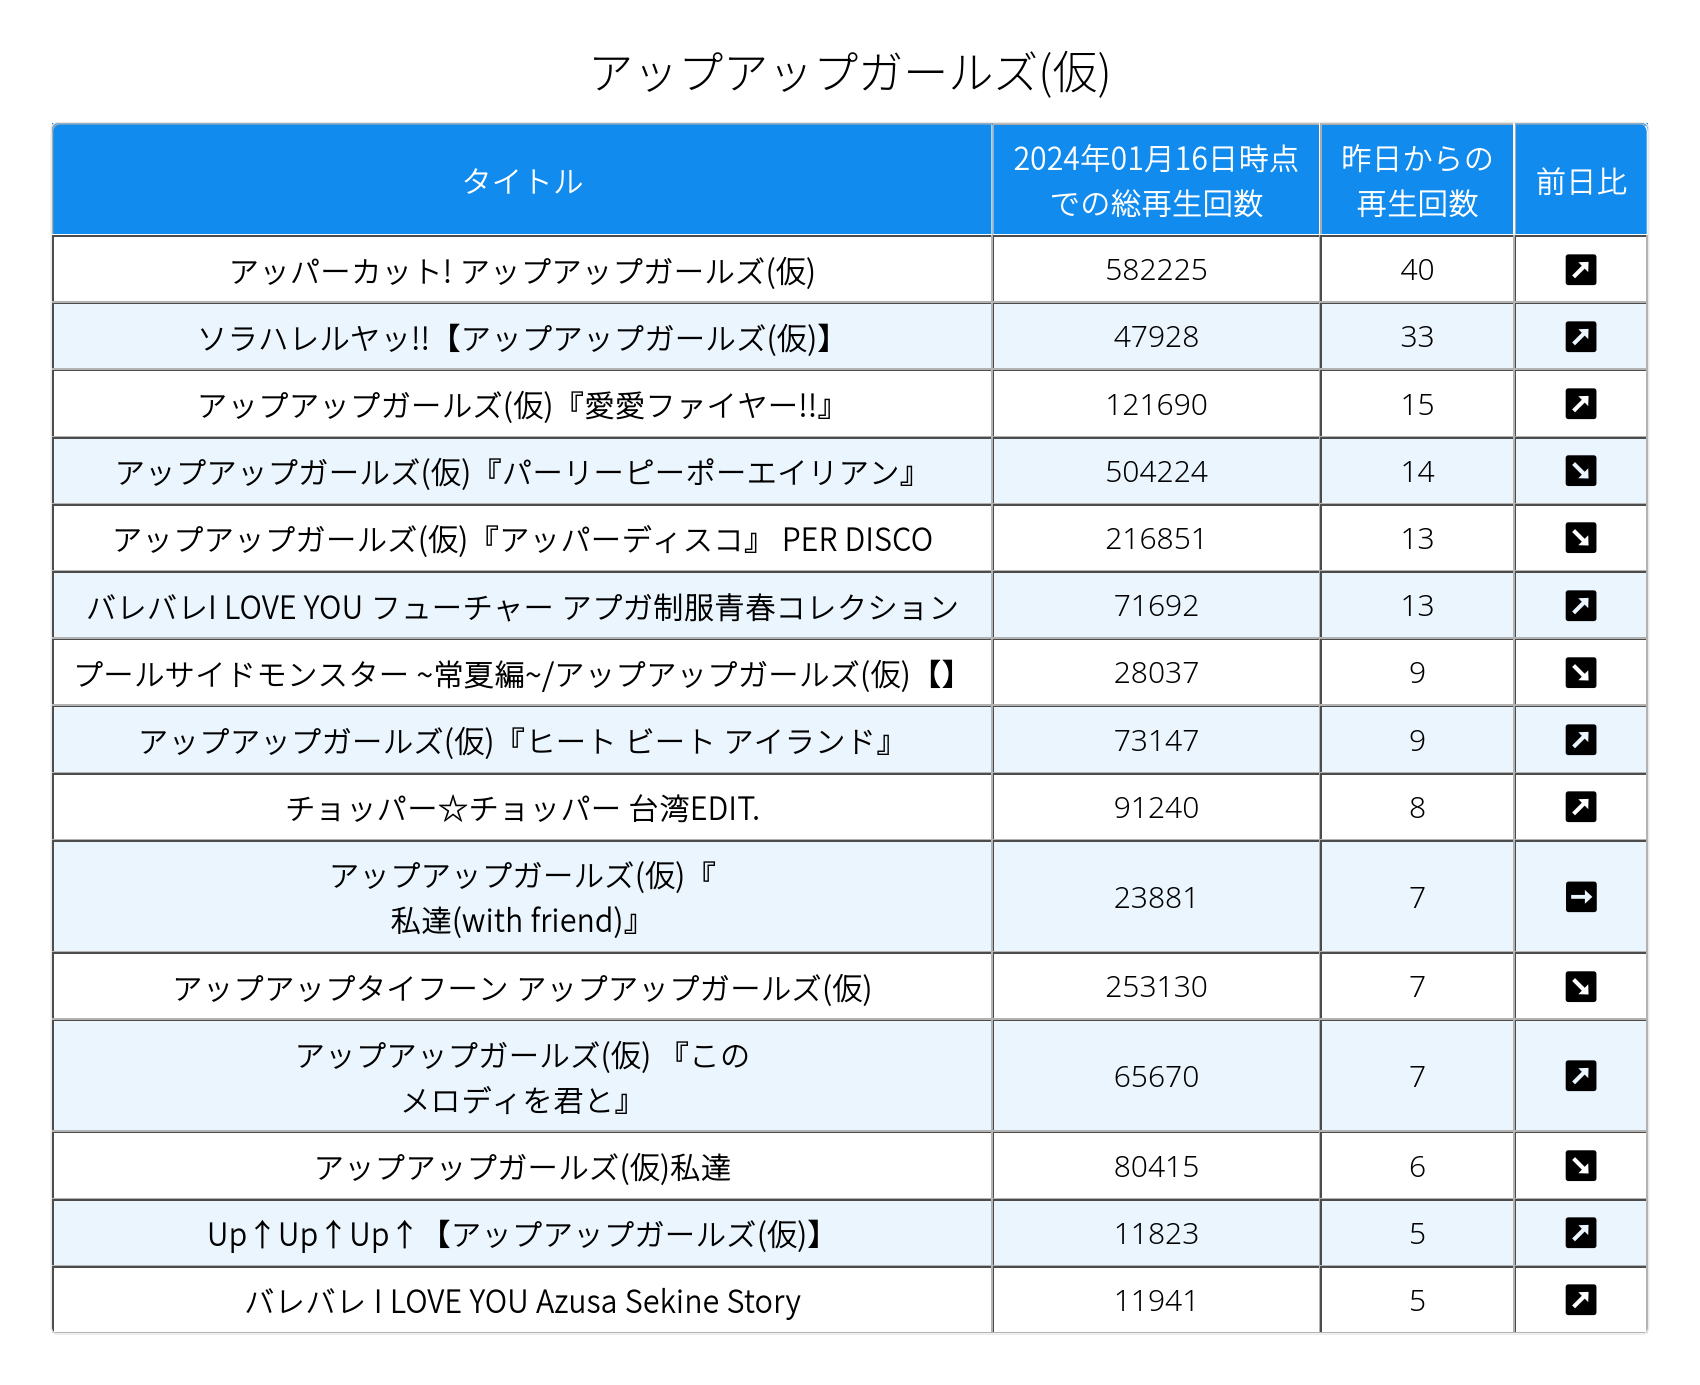 アップアップガールズ(仮)
タイトル
2024年01月16日時点
での総再生回数
昨日からの
再生回数
前日比
アッパーカット! アップアップガールズ(仮) 582225 40 ↗
ソラハレルヤッ!!【アップアップガールズ(仮)】 47928 33 ↗
アップアップガールズ(仮)『愛愛ファイヤー!!』 121690 15 ↗
アップアップガールズ(仮)『パーリーピーポーエイリアン』 504224 14 ↘
アップアップガールズ(仮)『アッパーディスコ』 PER DISCO 216851 13 ↘
バレバレI LOVE YOU フューチャー アプガ制服青春コレクション 71692 13 ↗
プールサイドモンスター ~常夏編~/アップアップガールズ(仮)【】 28037 9 ↘
アップアップガールズ(仮)『ヒート ビート アイランド』 73147 9 ↗
チョッパー☆チョッパー 台湾EDIT. 91240 8 ↗
アップアップガールズ(仮)『
私達(with friend)』 23881 7 →
アップアップタイフーン アップアップガールズ(仮) 253130 7 ↘
アップアップガールズ(仮) 『この
メロディを君と』 65670 7 ↗
アップアップガールズ(仮)私達 80415 6 ↘
Up↑Up↑Up↑【アップアップガールズ(仮)】 11823 5 ↗
バレバレ I LOVE YOU Azusa Sekine Story 11941 5 ↗